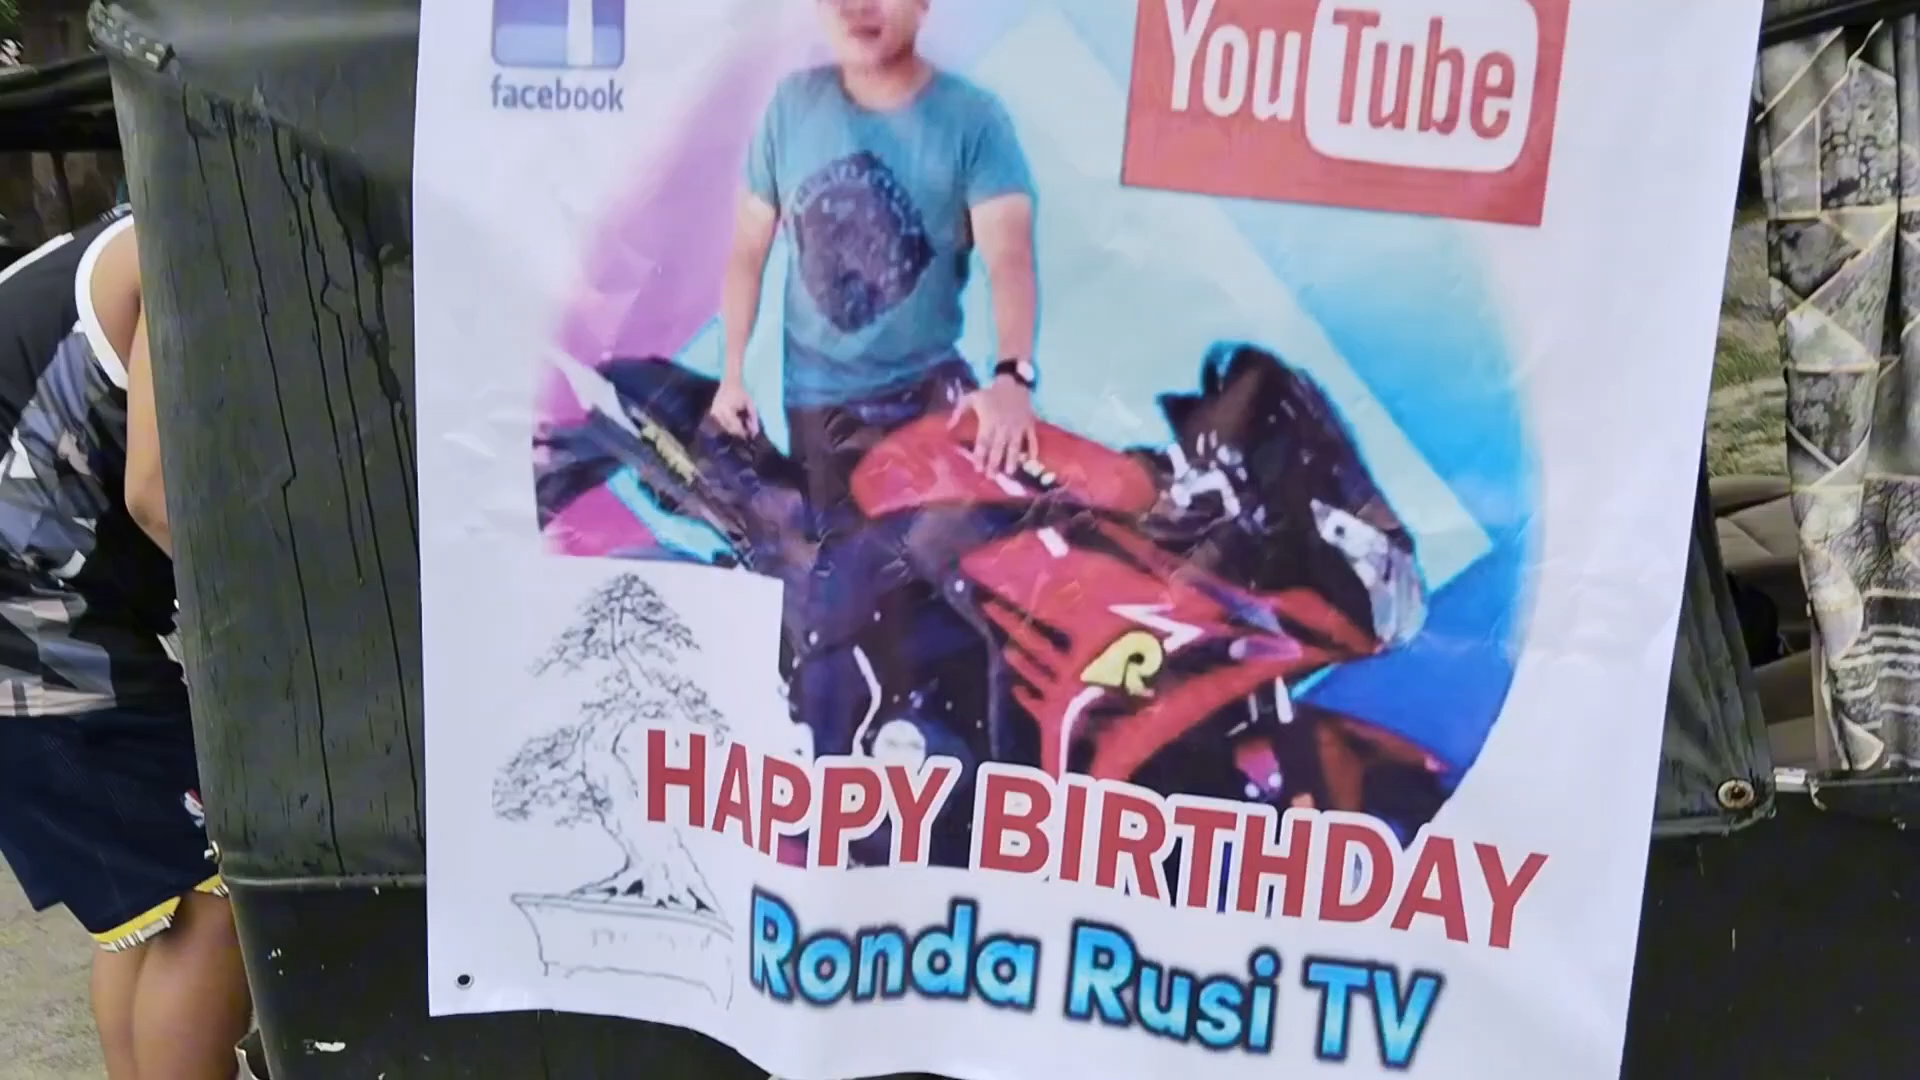 facebook
YouTube
R
HAPPY BIRTHDAY
Ronda Rusi TV